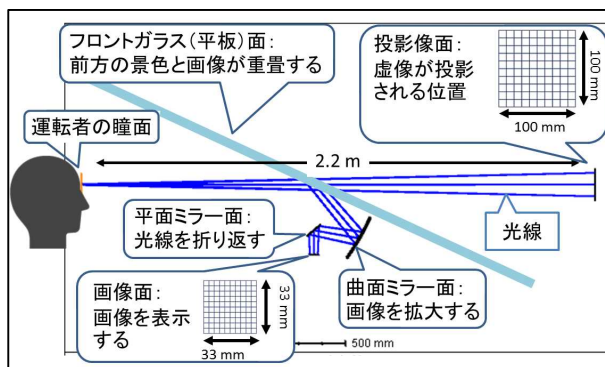 フロントガラス(平板)面:
前方の景色と画像が重畳する
投影像面:
虚像が投影
される位置
100 mm
100 mm
運転者の瞳面
2.2 m
平面ミラー面:
光線を折り返す
光線
画像面:
画像を表示
する
33 mm
33 mm
曲面ミラー面:
画像を拡大する
500 mm